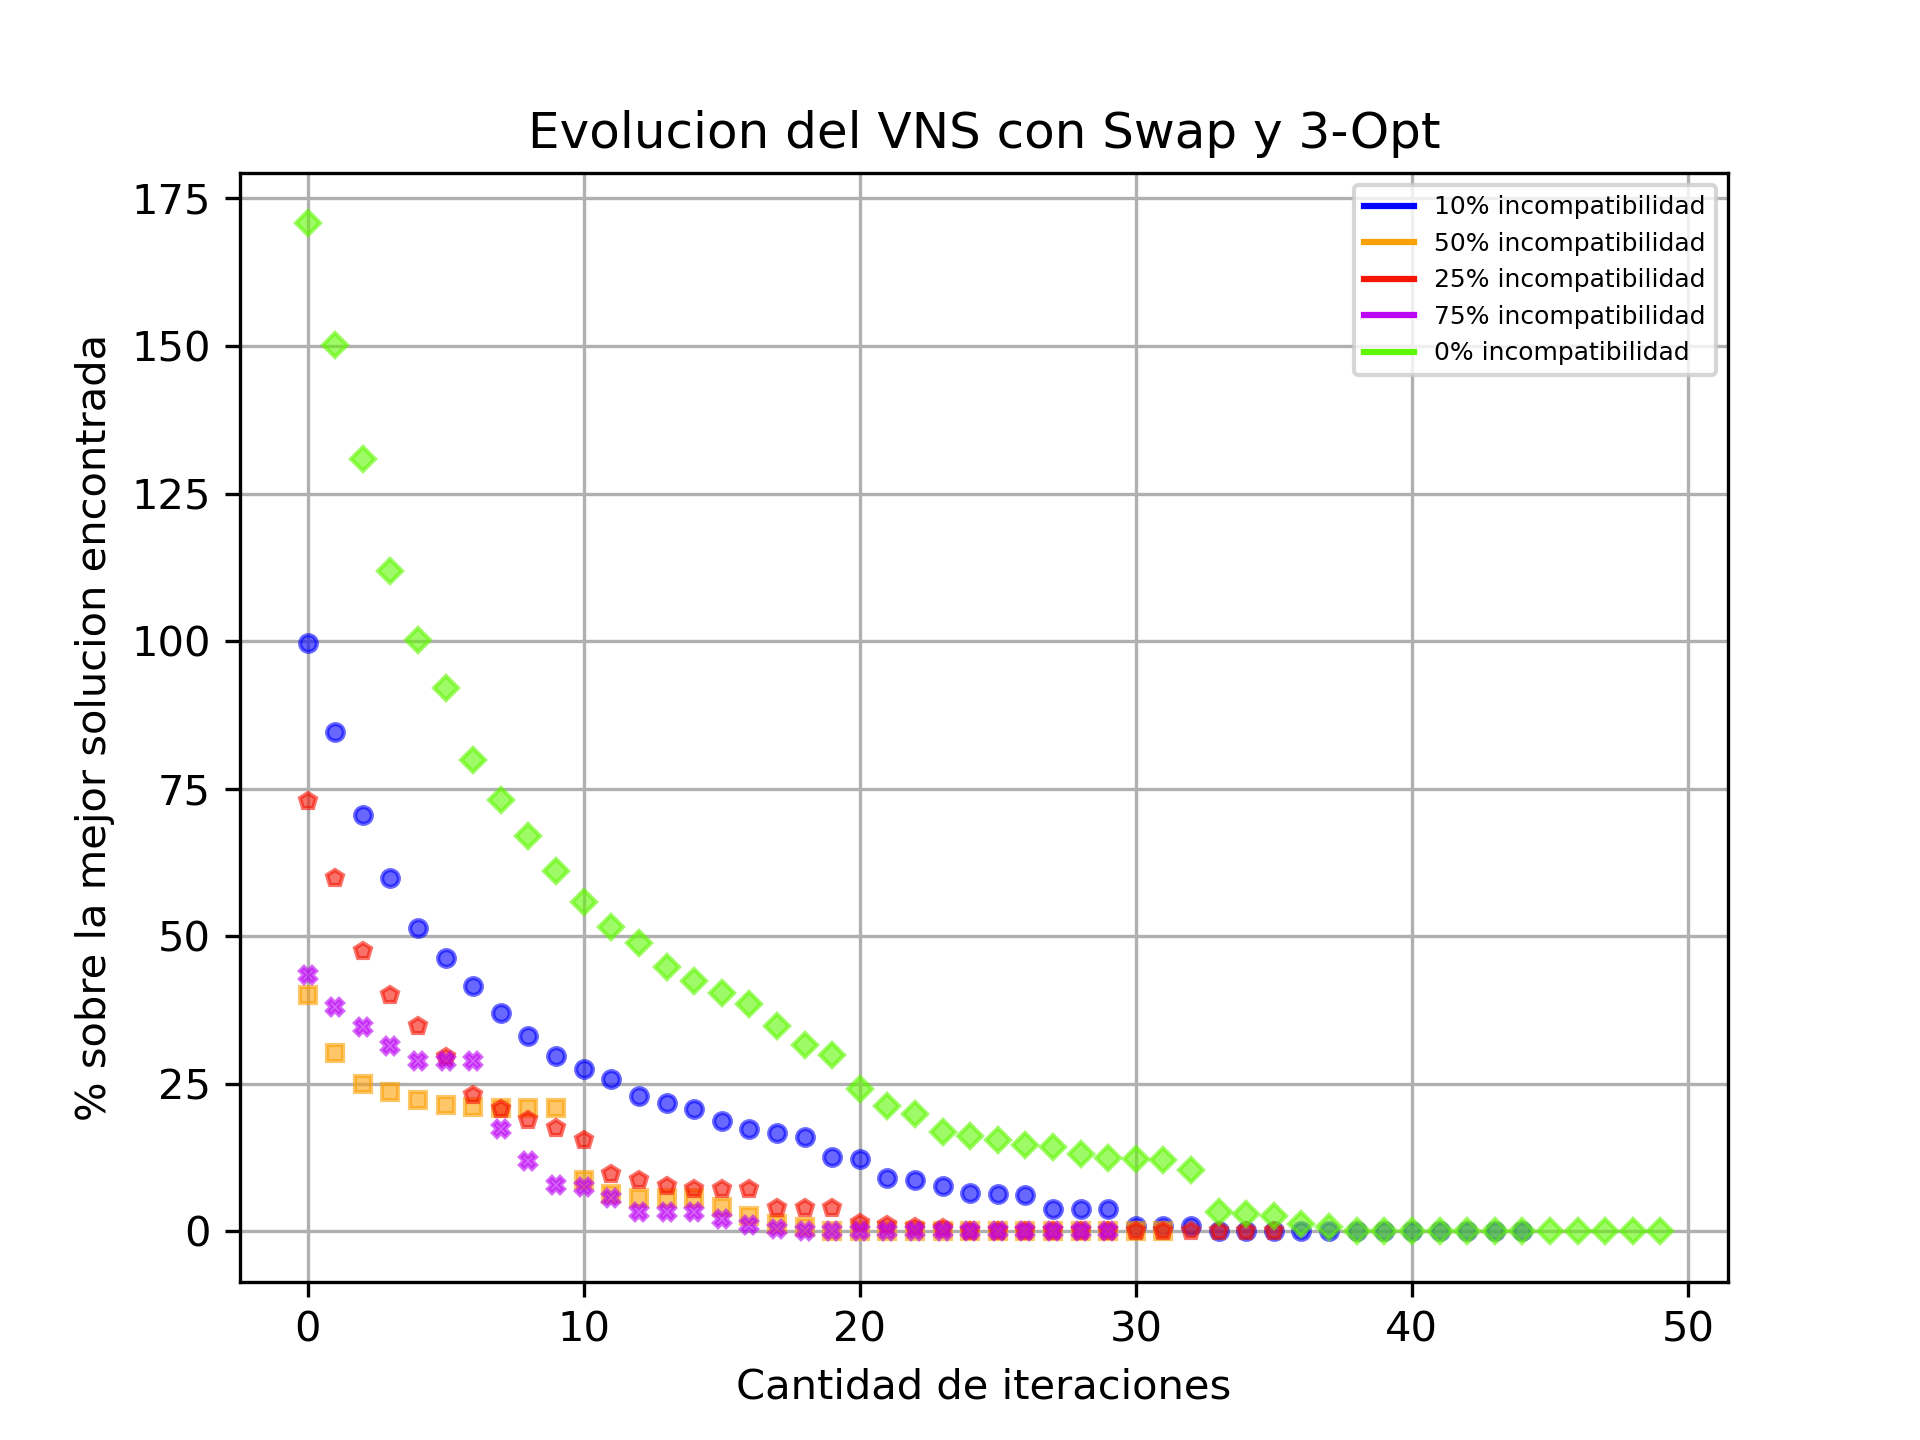 Evolucion del VNS con Swap y 3-Opt
10% incompatibilidad
50% incompatibilidad
25% incompatibilidad
75% incompatibilidad
0% incompatibilidad
% sobre la mejor solucion encontrada
175
150
125
100
75
50
25
0
0 10 20 30 40 50
Cantidad de iteraciones